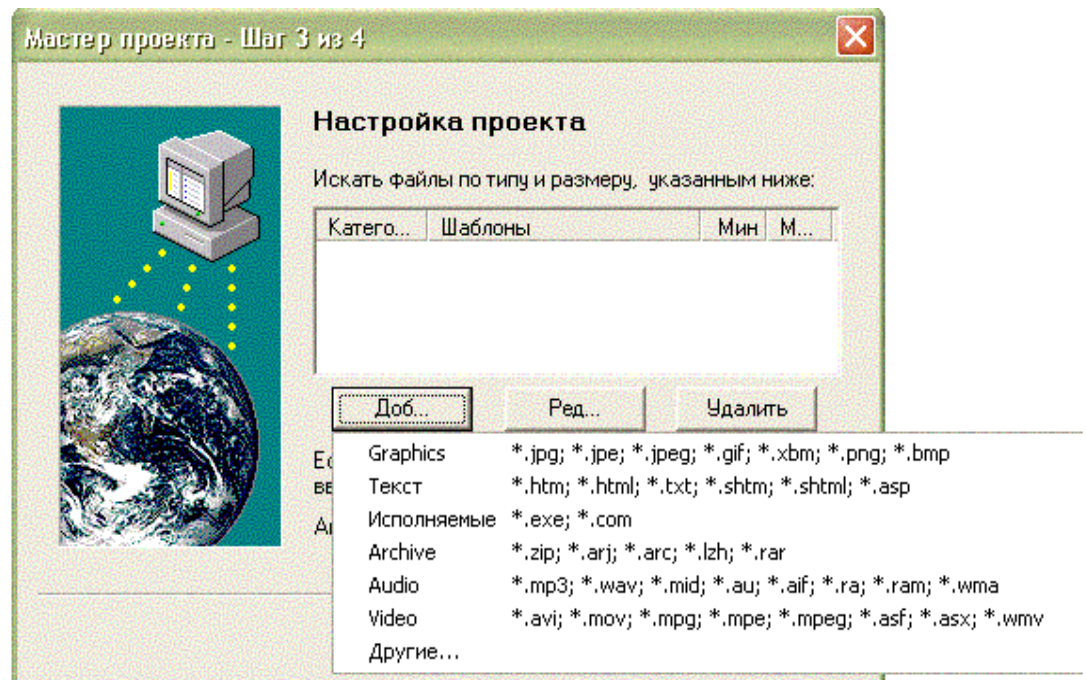 Мастер проекта - Шаг 3 из 4
Настройка проекта
Искать файлы по типу и размеру, указанным ниже:
Катего... Шаблоны Мин М...
Доб... Ред... Удалить
Graphics *.jpg; *.jpe; *.jpeg; *.gif; *.xbm; *.png; *.bmp
Текст *.htm; *.html; *.txt; *.shtm; *.shtml; *.asp
Исполняемые *.exe; *.com
Archive *.zip; *.arj; *.arc; *.lzh; *.rar
Audio *.mp3; *.wav; *.mid; *.au; *.aif; *.ra; *.ram; *.wma
Video *.avi; *.mov; *.mpg; *.mpe; *.mpeg; *.asf; *.asx; *.wmv
Другие...